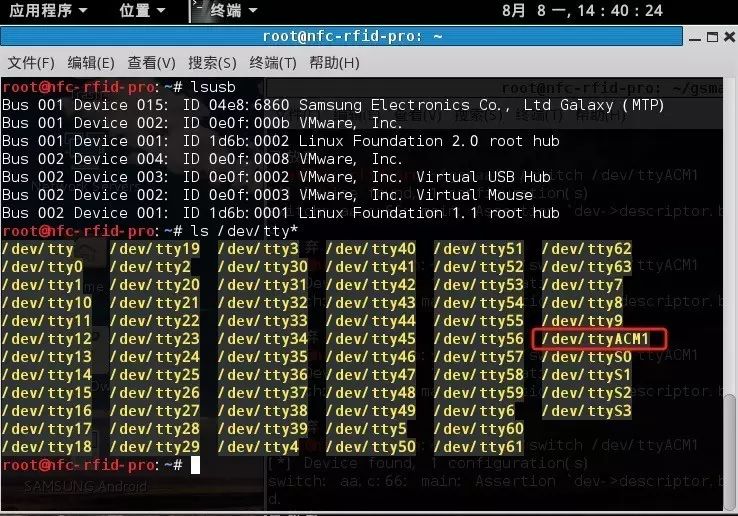 应用程序 位置 终端 8月 8 一, 14:40:24
root@nfc-rfid-pro: ~
文件(F) 编辑(E) 查看(V) 搜索(S) 终端(T) 帮助(H)
root@nfc-rfid-pro:~# lsusb
Bus 001 Device 015: ID 04e8:6860 Samsung Electronics Co., Ltd Galaxy (MTP)
Bus 001 Device 002: ID 0e0f:000b VMware, Inc.
Bus 001 Device 001: ID 1d6b:0002 Linux Foundation 2.0 root hub
Bus 002 Device 004: ID 0e0f:0008 VMware, Inc.
Bus 002 Device 003: ID 0e0f:0002 VMware, Inc. Virtual USB Hub
Bus 002 Device 002: ID 0e0f:0003 VMware, Inc. Virtual Mouse
Bus 002 Device 001: ID 1d6b:0001 Linux Foundation 1.1 root hub
root@nfc-rfid-pro:~# ls /dev/tty*
/dev/tty /dev/tty19 /dev/tty3 /dev/tty40 /dev/tty51 /dev/tty62
/dev/tty0 /dev/tty2 /dev/tty30 /dev/tty41 /dev/tty52 /dev/tty63
/dev/tty1 /dev/tty20 /dev/tty31 /dev/tty42 /dev/tty53 /dev/tty7
/dev/tty10 /dev/tty21 /dev/tty32 /dev/tty43 /dev/tty54 /dev/tty8
/dev/tty11 /dev/tty22 /dev/tty33 /dev/tty44 /dev/tty55 /dev/tty9
/dev/tty12 /dev/tty23 /dev/tty34 /dev/tty45 /dev/tty56 /dev/ttyACM1
/dev/tty13 /dev/tty24 /dev/tty35 /dev/tty46 /dev/tty57 /dev/ttyS0
/dev/tty14 /dev/tty25 /dev/tty36 /dev/tty47 /dev/tty58 /dev/ttyS1
/dev/tty15 /dev/tty26 /dev/tty37 /dev/tty48 /dev/tty59 /dev/ttyS2
/dev/tty16 /dev/tty27 /dev/tty38 /dev/tty49 /dev/tty6 /dev/ttyS3
/dev/tty17 /dev/tty28 /dev/tty39 /dev/tty5 /dev/tty60
/dev/tty18 /dev/tty29 /dev/tty4 /dev/tty50 /dev/tty61
root@nfc-rfid-pro:~#
[*] Device found, 1 configuration(s)
switch: aa.c:66: main: Assertion `dev->descriptor.b
d.
SAMSUNG Android